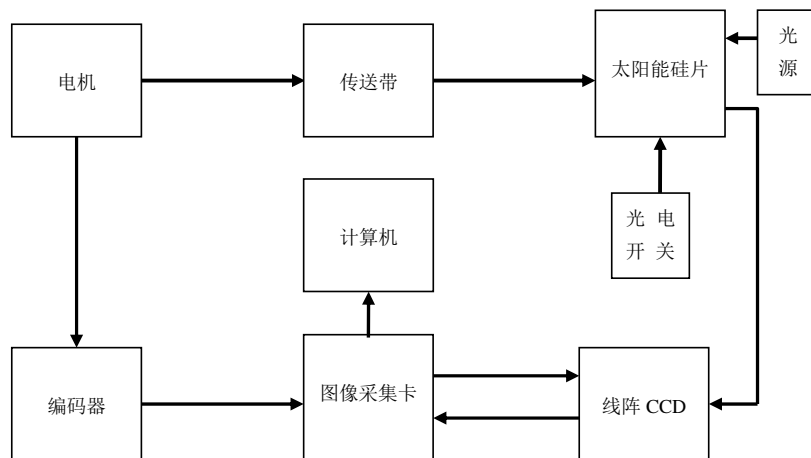 电机
传送带
太阳能硅片
光
源
光 电
开 关
计算机
编码器
图像采集卡
线阵 CCD